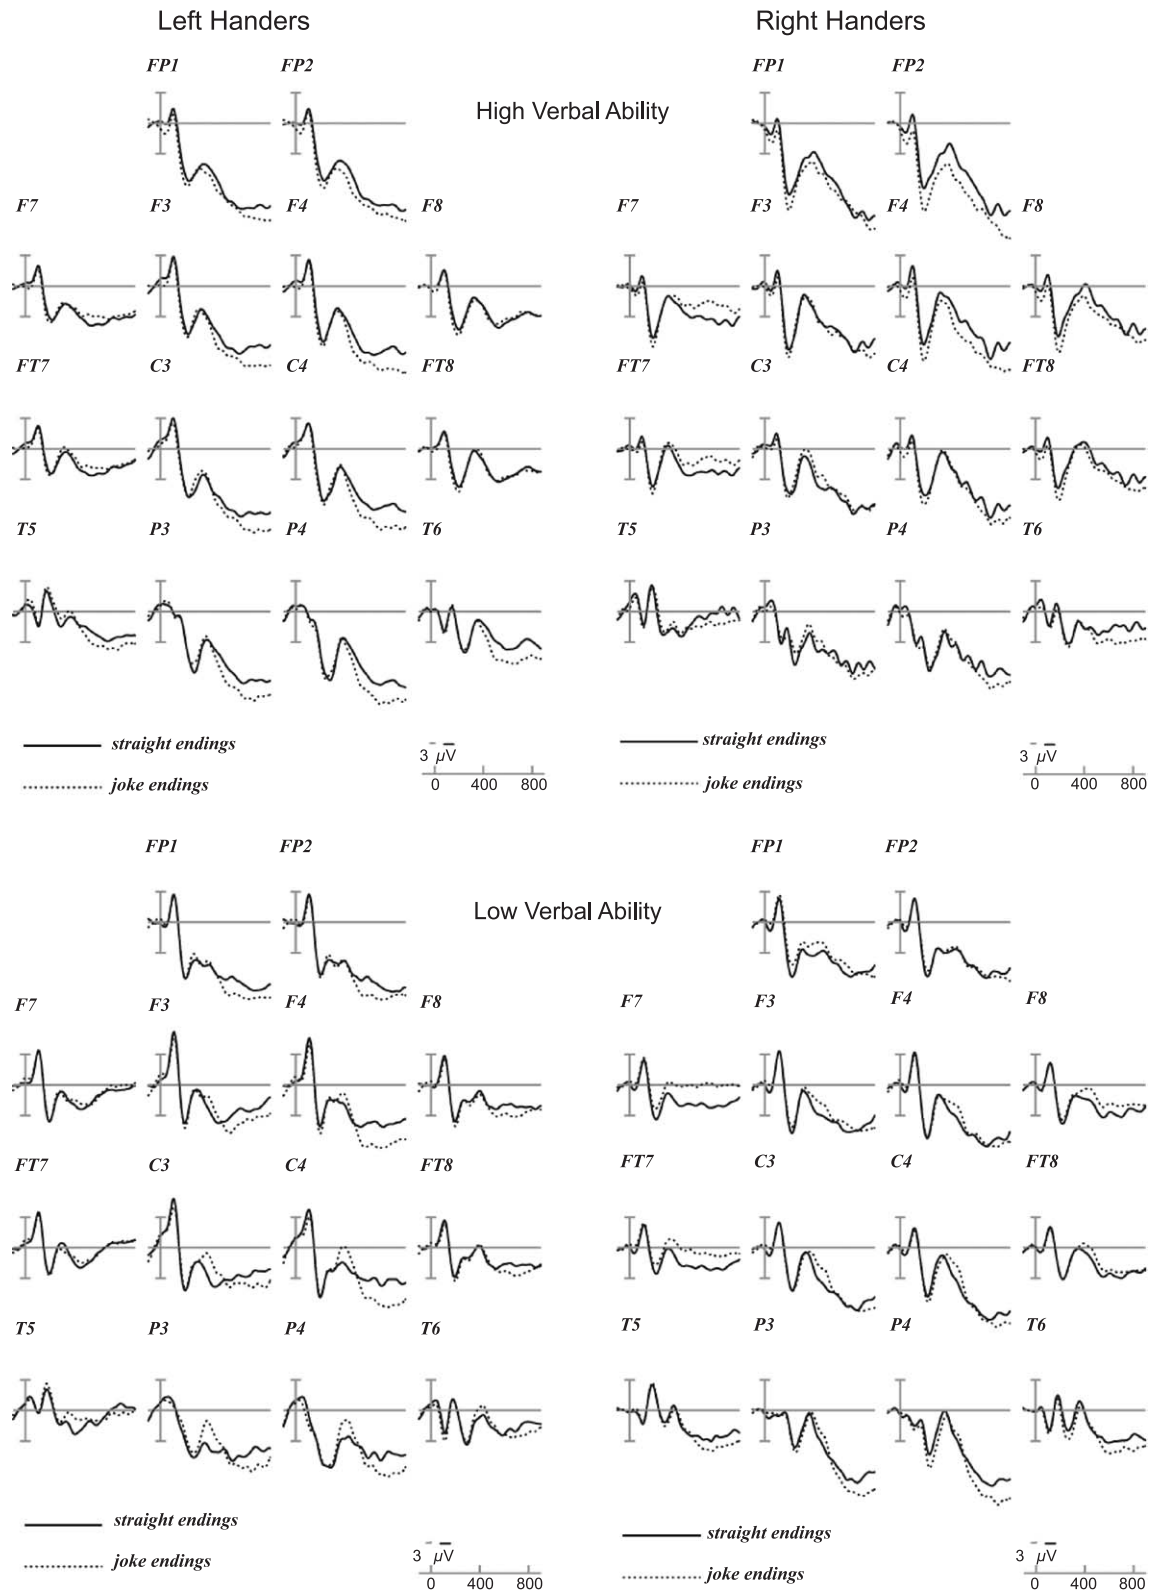 Left Handers Right Handers
FP1 FP2 FP1 FP2
High Verbal Ability
F7 F3 F4 F8 F7 F3 F4 F8
FT7 C3 C4 FT8 FT7 C3 C4 FT8
T5 P3 P4 T6 T5 P3 P4 T6
straight endings straight endings
3 µV 3 µV
joke endings joke endings
0 400 800 0 400 800
FP1 FP2 FP1 FP2
Low Verbal Ability
F7 F3 F4 F8 F7 F3 F4 F8
FT7 C3 C4 FT8 FT7 C3 C4 FT8
T5 P3 P4 T6 T5 P3 P4 T6
straight endings straight endings
3 µV 3 µV
joke endings joke endings
0 400 800 0 400 800